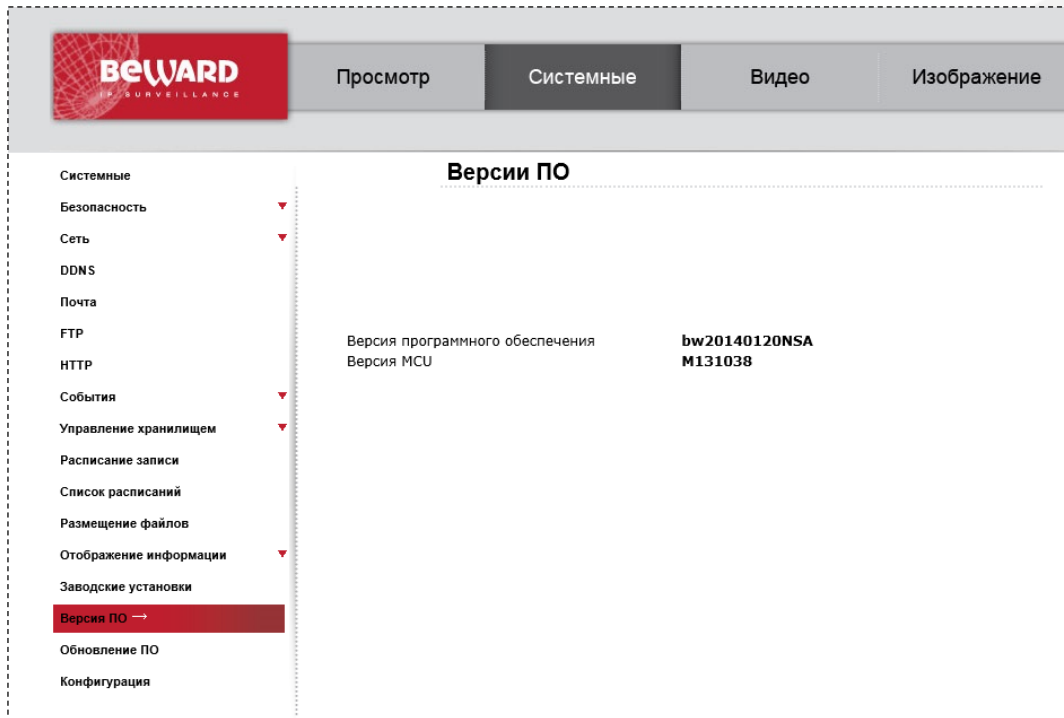 BEWARD
IP SURVEILLANCE
Просмотр
Системные
Видео
Изображение
Версии ПО
Системные
Безопасность
Сеть
DDNS
Почта
FTP
HTTP
События
Управление хранилищем
Расписание записи
Список расписаний
Размещение файлов
Отображение информации
Заводские установки
Версия ПО →
Обновление ПО
Конфигурация
Версия программного обеспечения bw20140120NSA
Версия MCU M131038